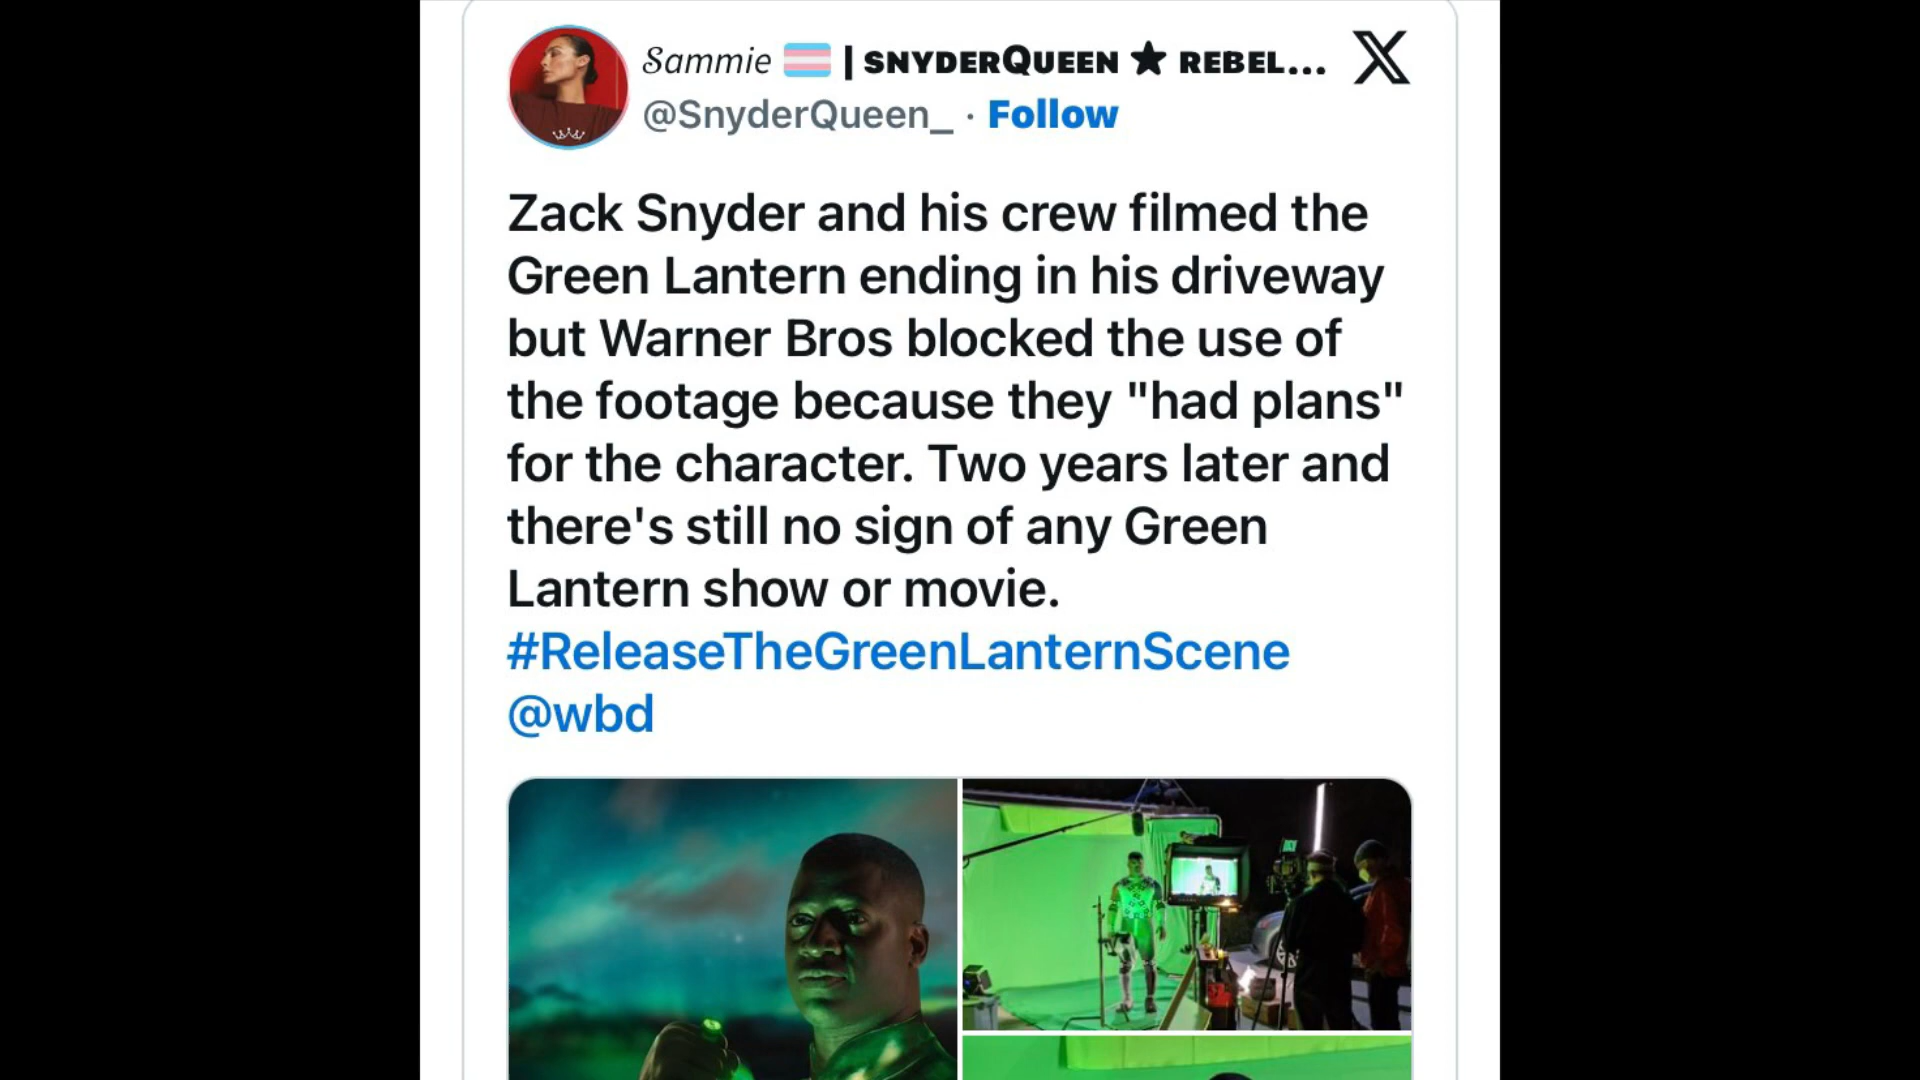 Sammie | SNYDERQUEEN ★ REBEL...
@SnyderQueen_ · Follow
Zack Snyder and his crew filmed the
Green Lantern ending in his driveway
but Warner Bros blocked the use of
the footage because they "had plans"
for the character. Two years later and
there's still no sign of any Green
Lantern show or movie.
#ReleaseTheGreenLanternScene
@wbd